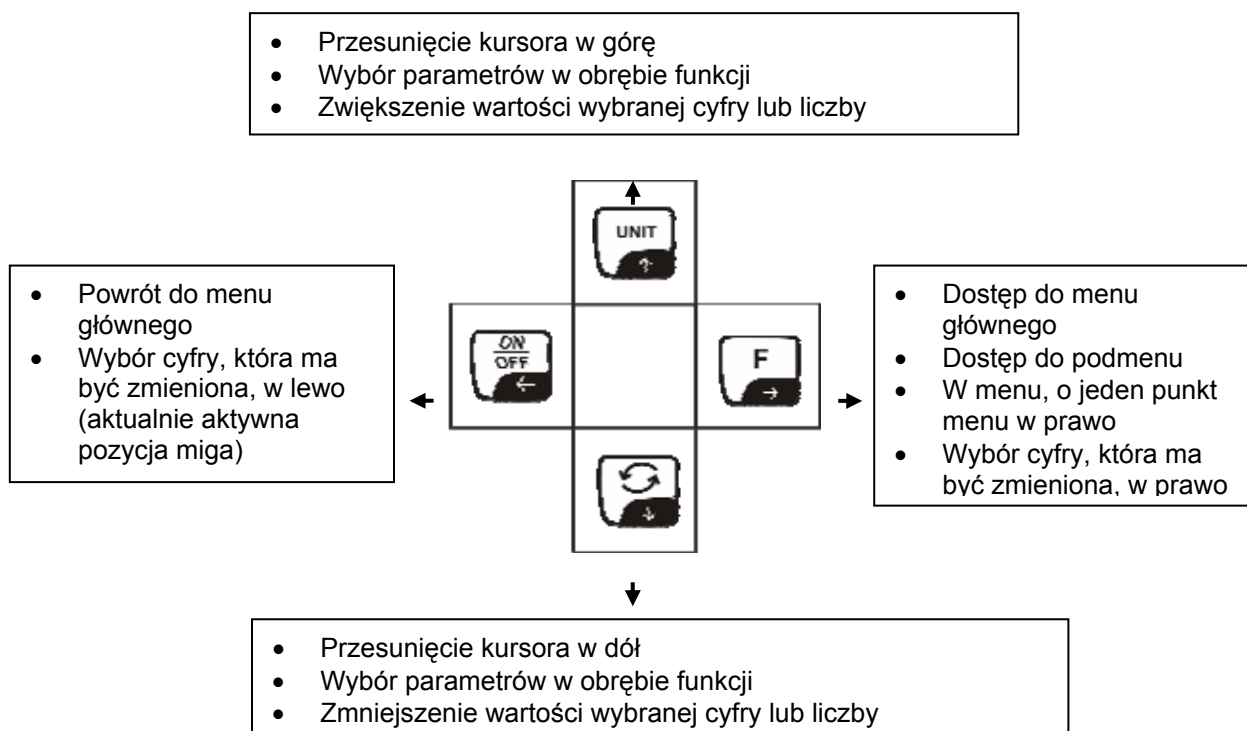 • Przesunięcie kursora w górę
• Wybór parametrów w obrębie funkcji
• Zwiększenie wartości wybranej cyfry lub liczby
UNIT
• Powrót do menu
głównego
• Wybór cyfry, która ma
być zmieniona, w lewo
(aktualnie aktywna
pozycja miga)
ON
OFF
←
F
→
• Dostęp do menu
głównego
• Dostęp do podmenu
• W menu, o jeden punkt
menu w prawo
• Wybór cyfry, która ma
być zmieniona, w prawo
↓
• Przesunięcie kursora w dół
• Wybór parametrów w obrębie funkcji
• Zmniejszenie wartości wybranej cyfry lub liczby